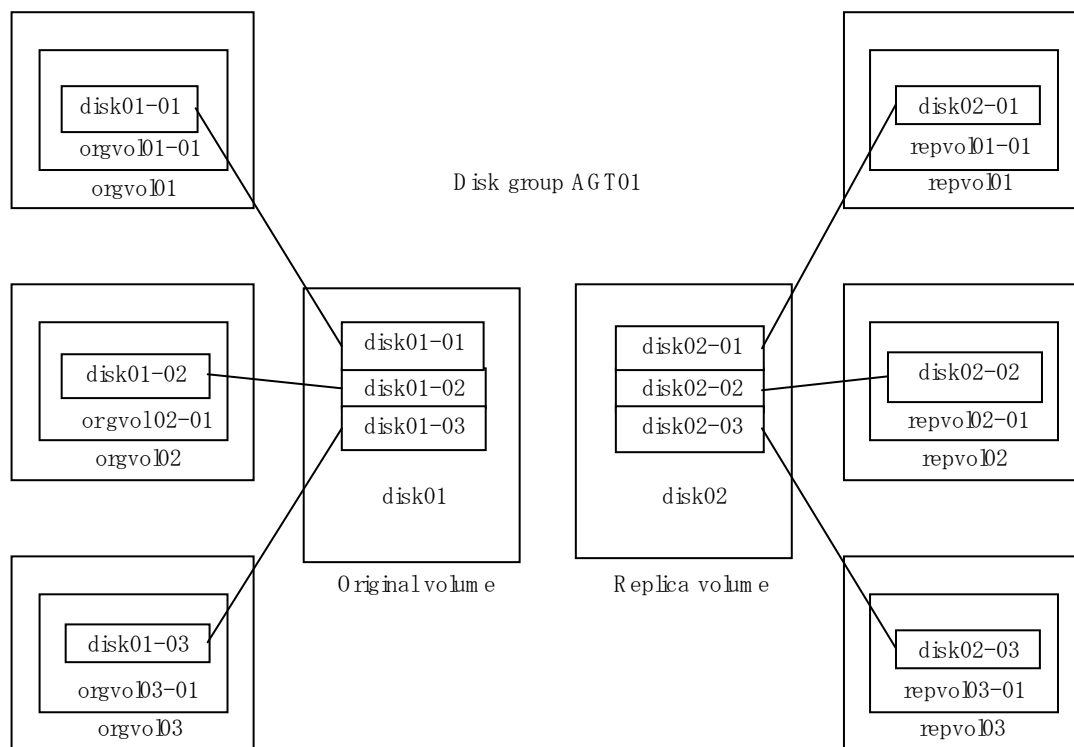 disk01-01
orgvol01-01
orgvol01
disk02-01
repvol01-01
repvol01
Disk group AGT01
disk01-02
orgvol02-01
orgvol02
disk01-01
disk01-02
disk01-03
disk01
Original volume
disk02-01
disk02-02
disk02-03
disk02
Replica volume
disk02-02
repvol02-01
repvol02
disk01-03
orgvol03-01
orgvol03
disk02-03
repvol03-01
repvol03